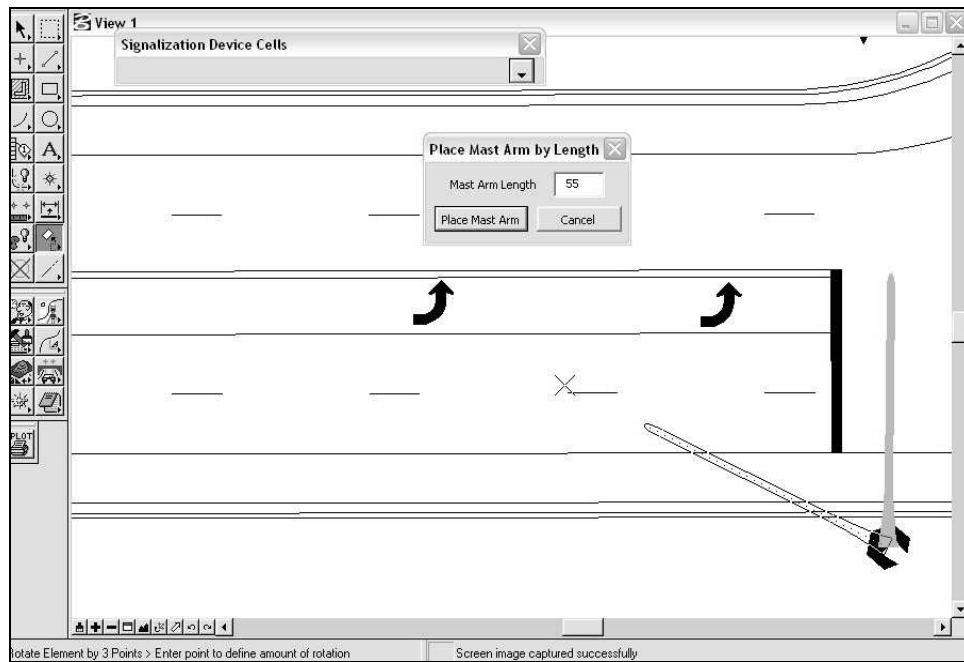 View 1
Signalization Device Cells
Place Mast Arm by Length
Mast Arm Length 55
Place Mast Arm Cancel
A
PLOT
otate Element by 3 Points > Enter point to define amount of rotation Screen image captured successfully